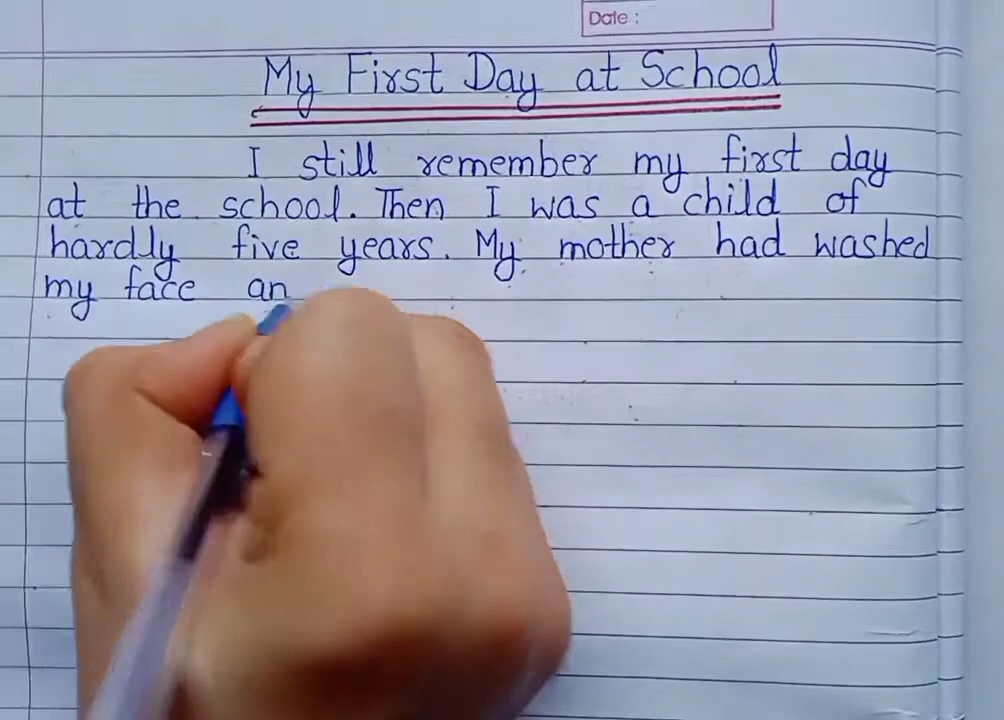 Date :
My First Day at School
I still remember my first day
at the school. Then I was a child of
hardly five years. My mother had washed
my face an